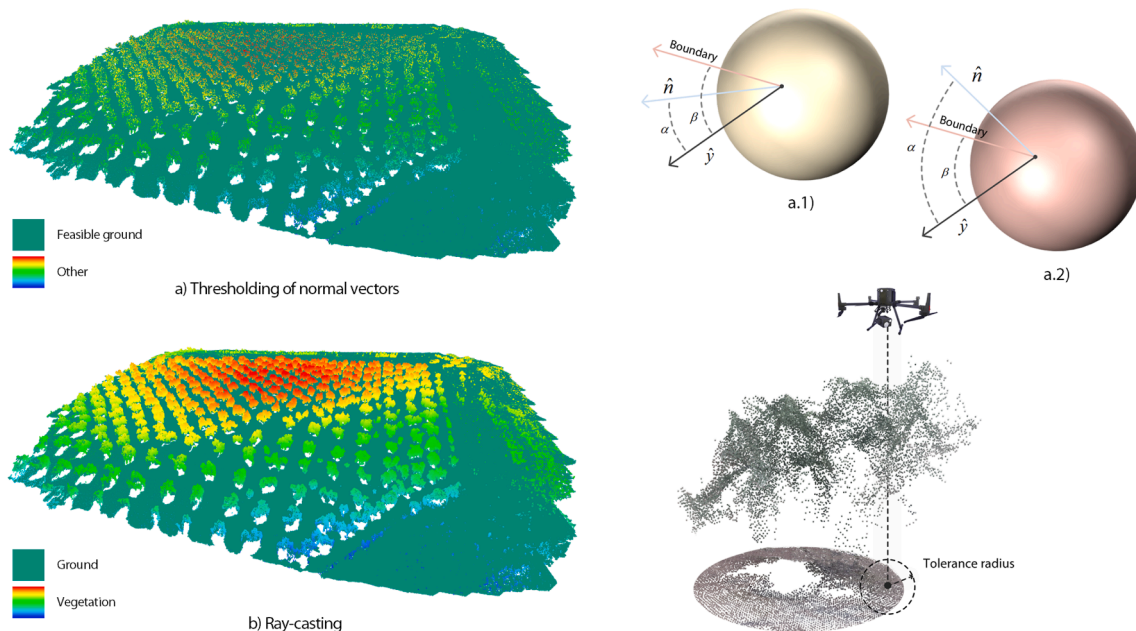 Feasible ground
Other
a) Thresholding of normal vectors
Boundary
n̂
β
α
ŷ
a.1)
n̂
Boundary
α
β
ŷ
a.2)
Ground
Vegetation
b) Ray-casting
Tolerance radius